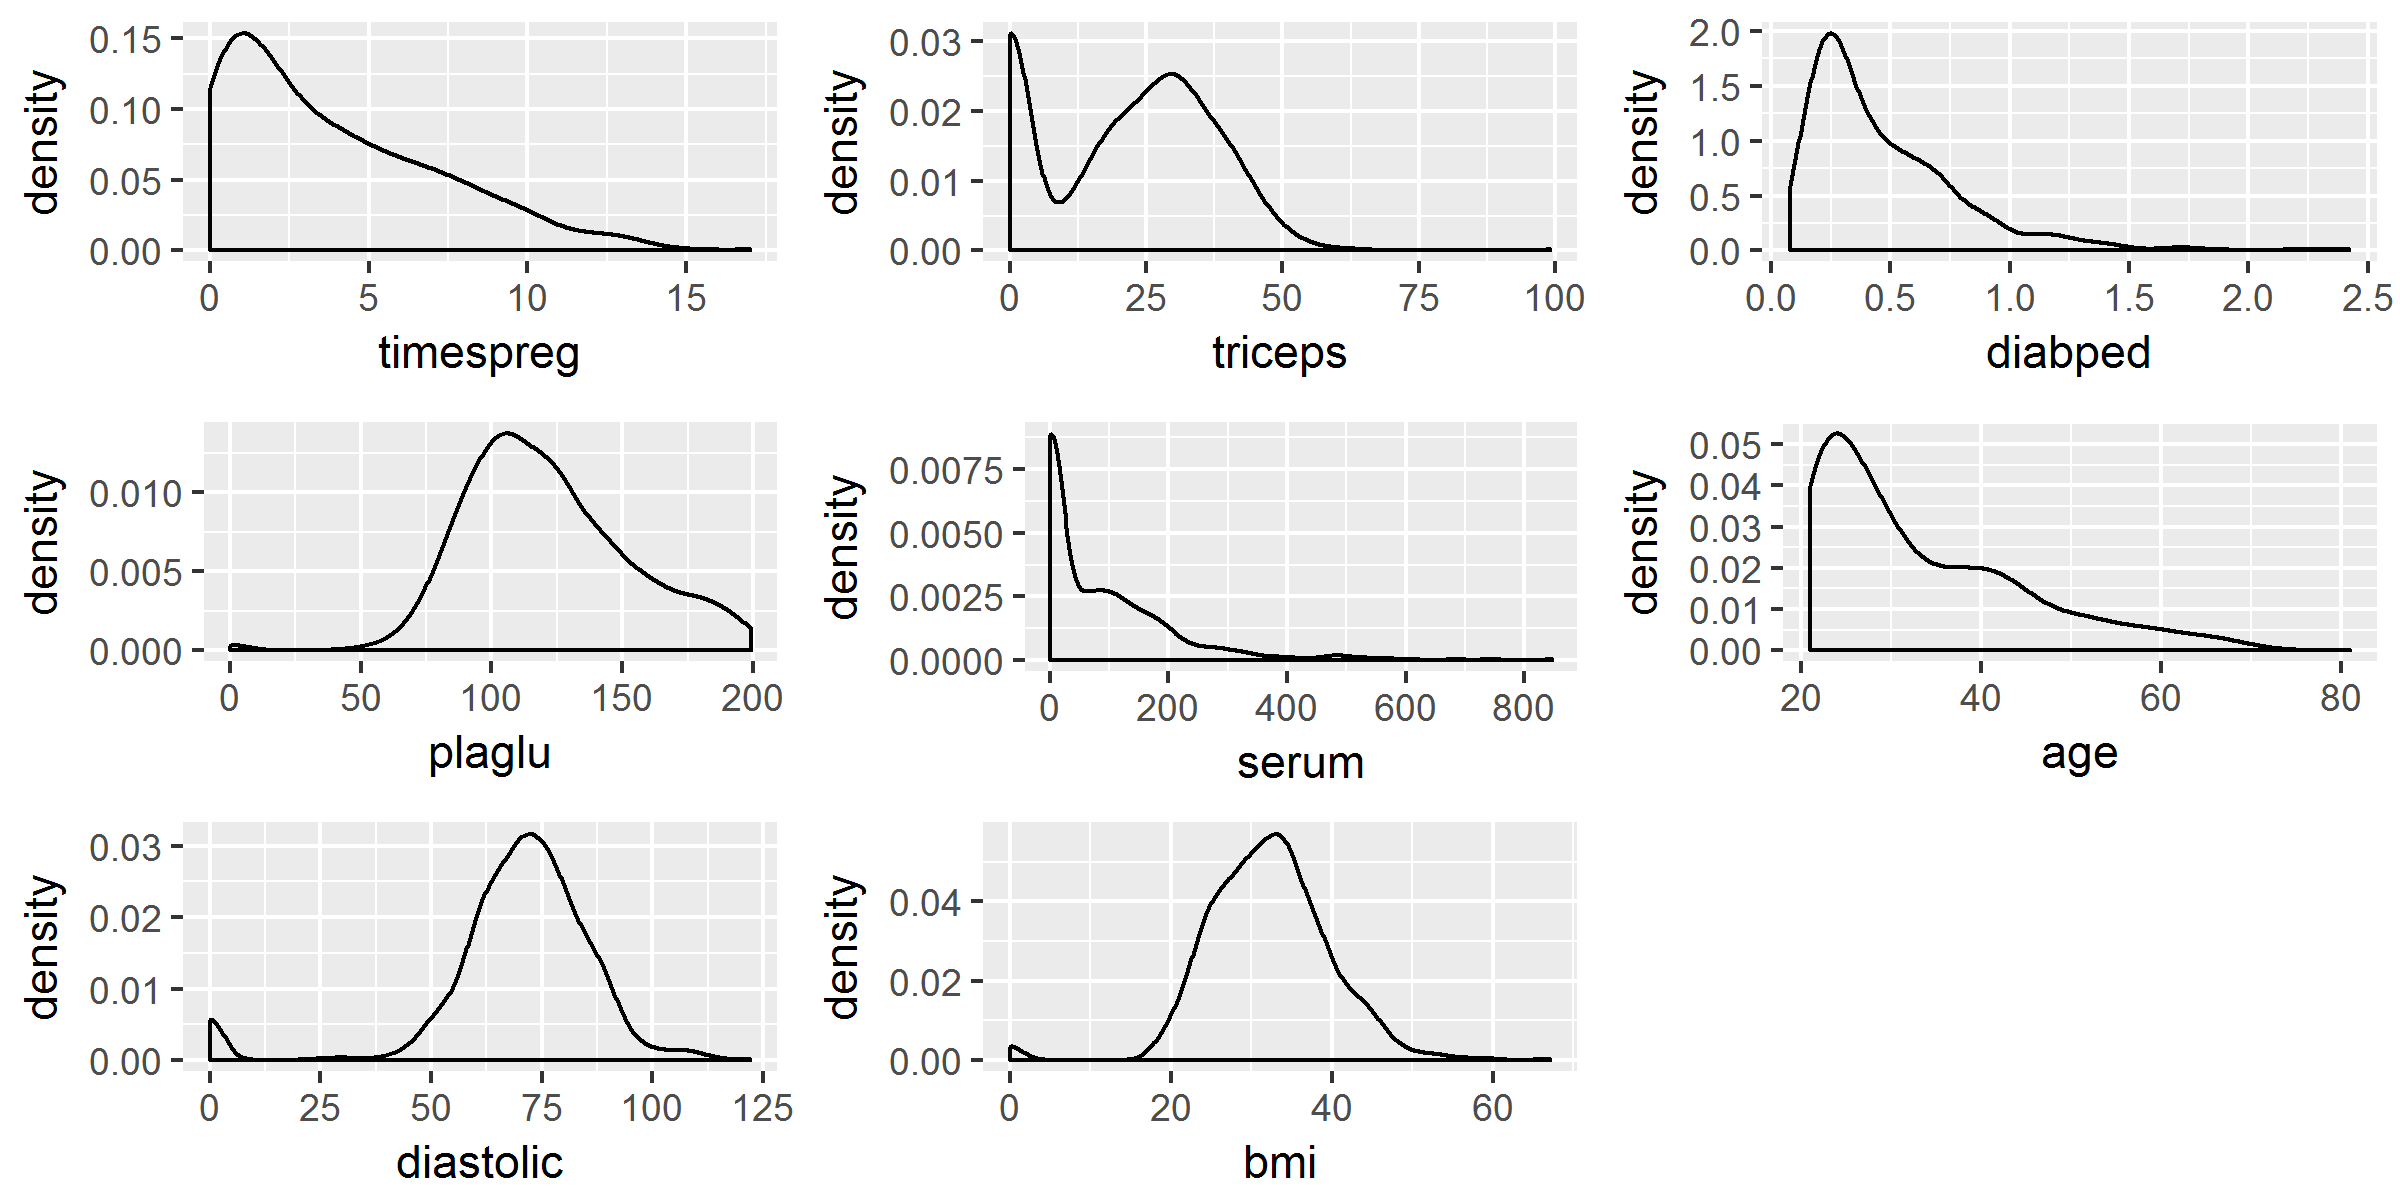 density
0.15
0.10
0.05
0.00
0 5 10 15
timespreg
density
0.03
0.02
0.01
0.00
0 25 50 75 100
triceps
density
2.0
1.5
1.0
0.5
0.0
0.0 0.5 1.0 1.5 2.0 2.5
diabped
density
0.010
0.005
0.000
0 50 100 150 200
plaglu
density
0.0075
0.0050
0.0025
0.0000
0 200 400 600 800
serum
density
0.05
0.04
0.03
0.02
0.01
0.00
20 40 60 80
age
density
0.03
0.02
0.01
0.00
0 25 50 75 100 125
diastolic
density
0.04
0.02
0.00
0 20 40 60
bmi